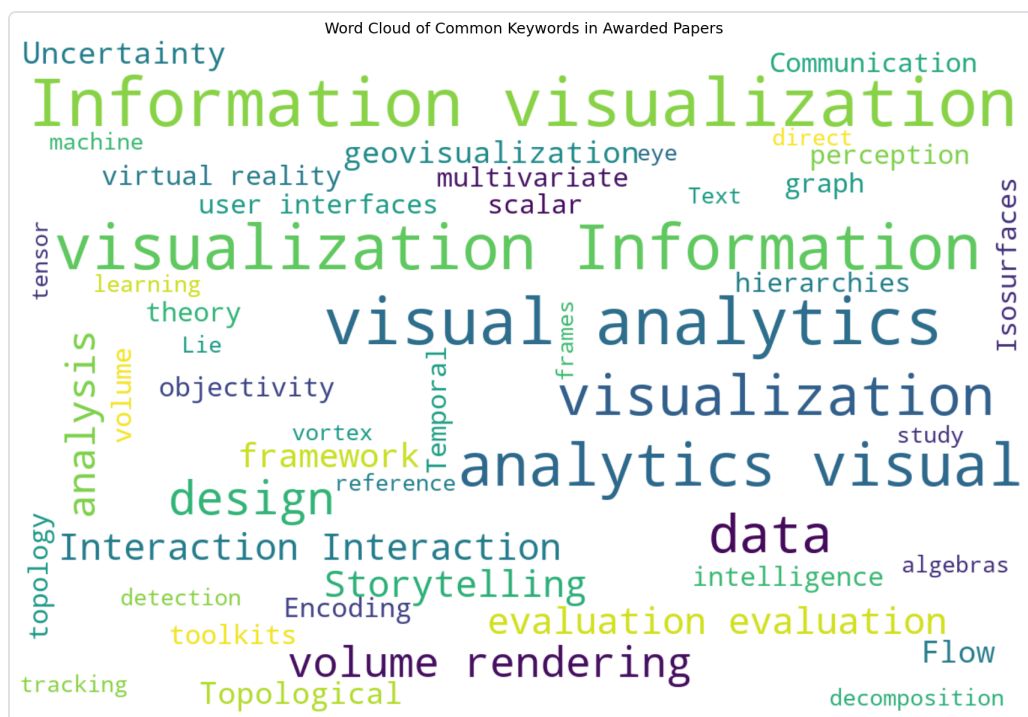 Word Cloud of Common Keywords in Awarded Papers
Uncertainty
Communication
Information visualization
machine
direct
geovisualization
eye
perception
virtual reality
multivariate
graph
Text
user interfaces
scalar
Isosurfaces
tensor
visualization Information
learning
hierarchies
theory
visual analytics
frames
Lie
analysis
volume
objectivity
Temporal
visualization
vortex
study
framework
analytics visual
reference
design
topology
Interaction Interaction
data
algebras
intelligence
Storytelling
detection
Encoding
evaluation evaluation
toolkits
Flow
volume rendering
tracking
Topological
decomposition